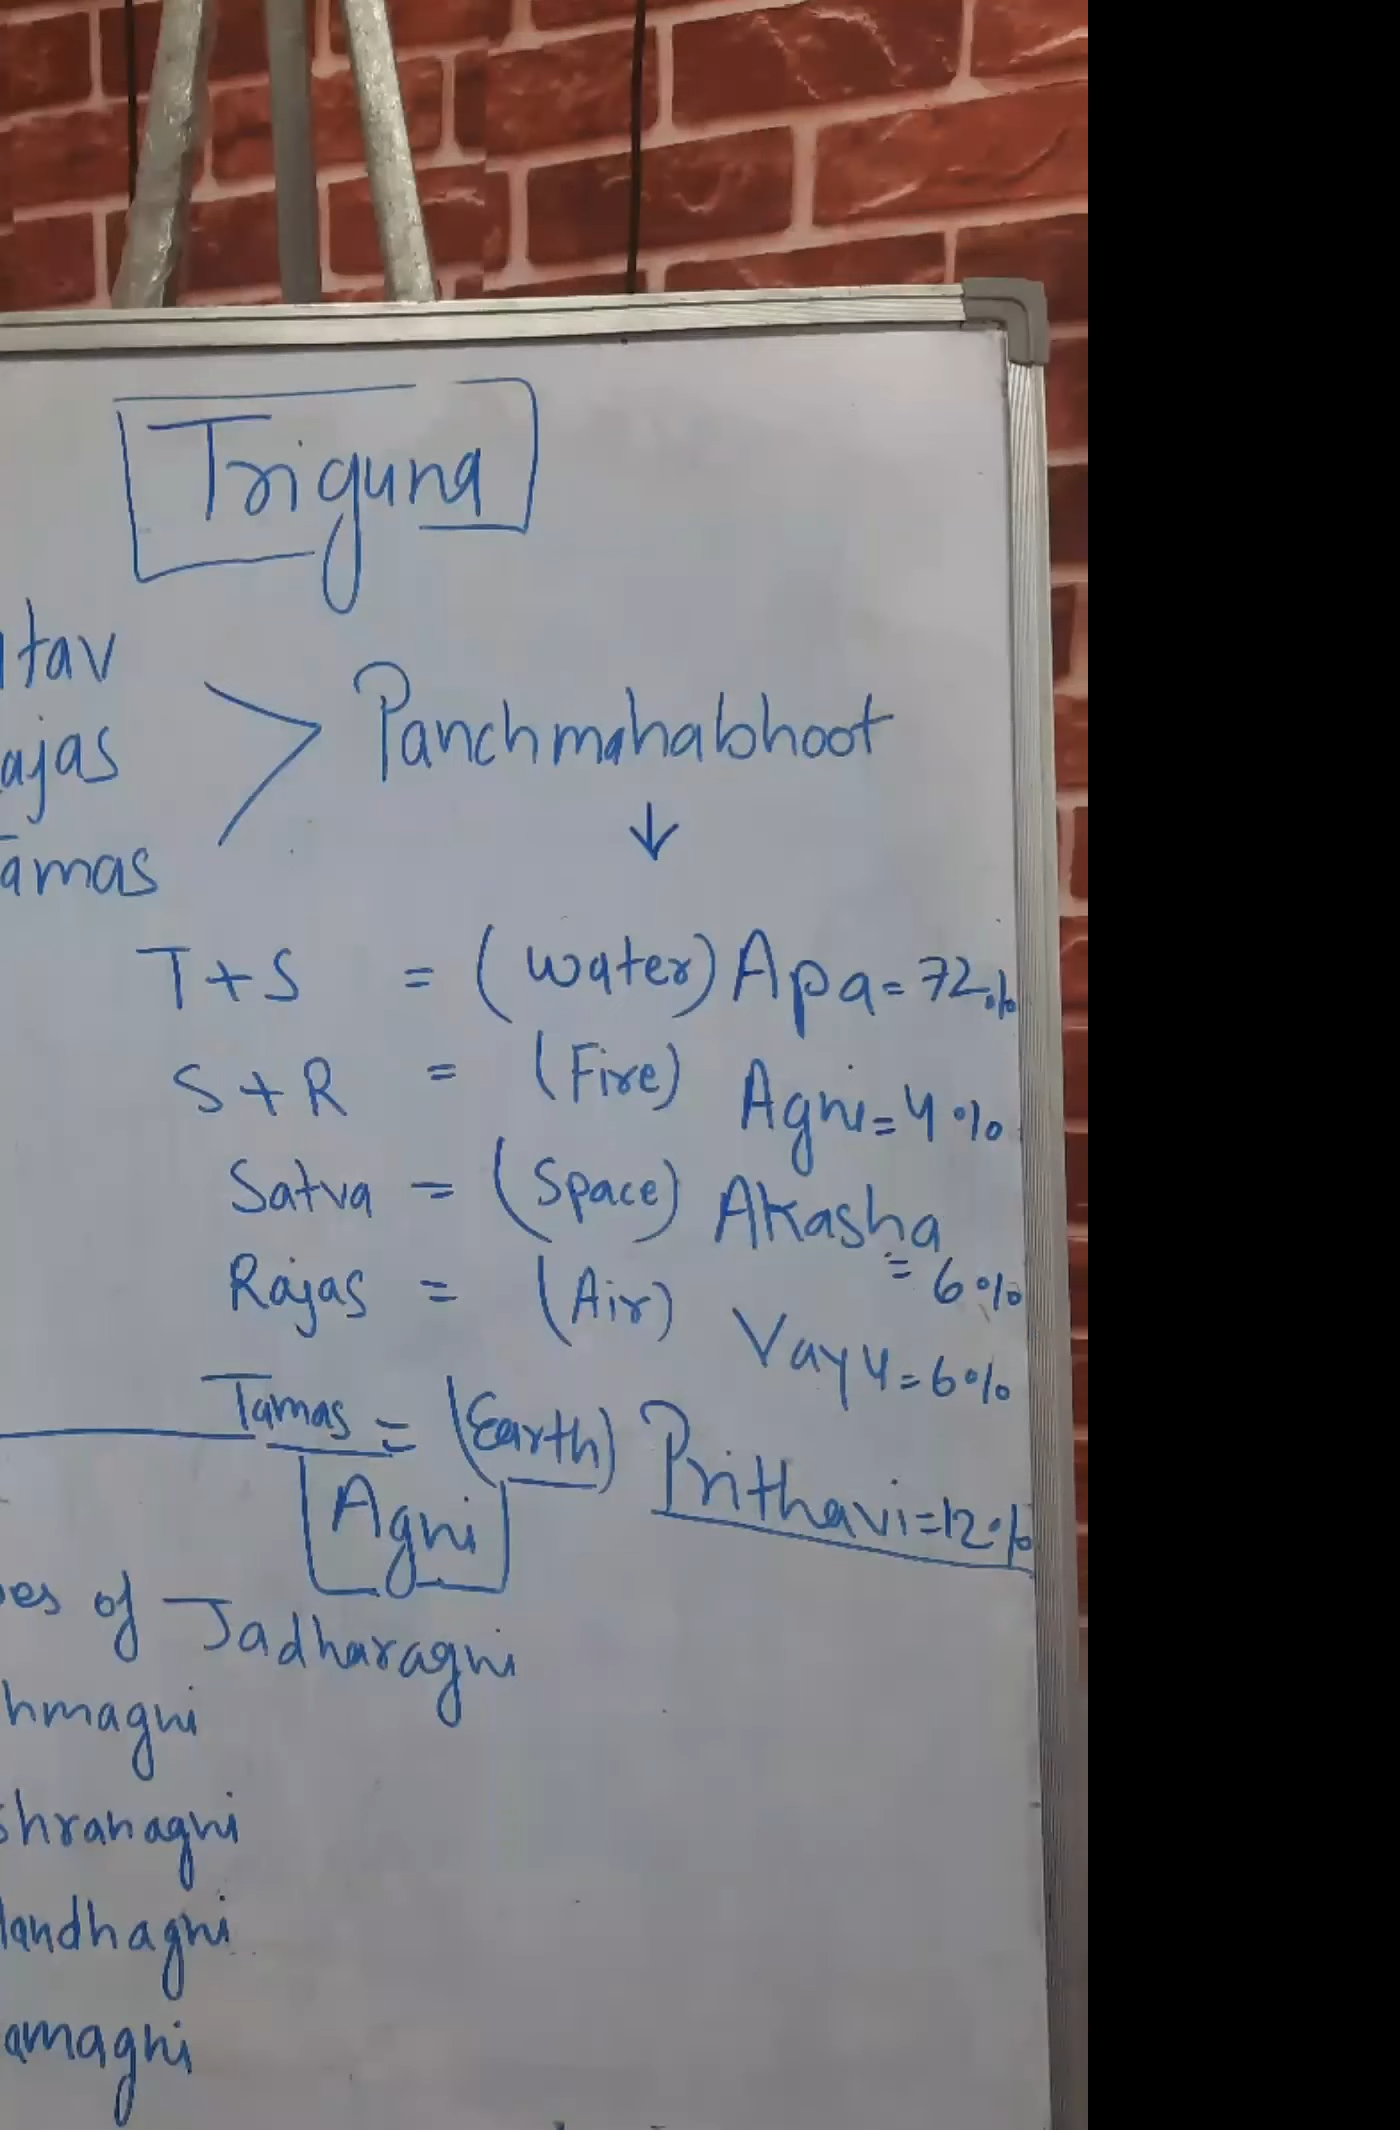 Triguna
tav
ajas
> Panchmahabhoot
amas
↓
T+S = (water) Apa = 72%
S+R = (Fire) Agni = 4%
Satva = (Space) Akasha = 6%
Rajas = (Air) Vayu = 6%
Tamas = (Earth) Prithavi = 12%
Agni
es of Jadharagni
hmagni
shranagni
andhagni
amagni